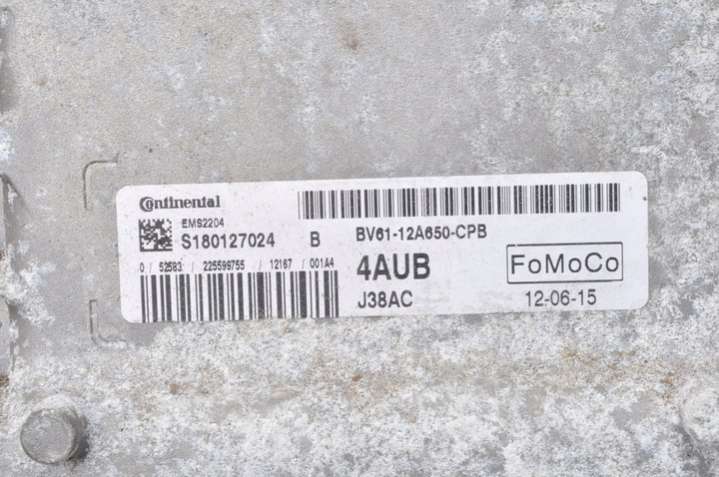 Continental
EMS2204
S180127024 B
BV61-12A650-CPB
0 / 52583 / 225599755 / 12167 / 001A4
4AUB
FoMoCo
J38AC
12-06-15